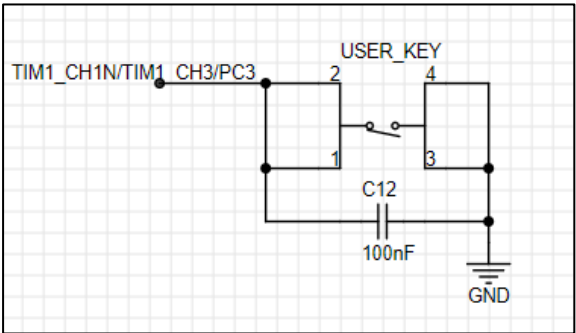 USER_KEY
TIM1_CH1N/TIM1_CH3/PC3
2
4
1
3
C12
100nF
GND